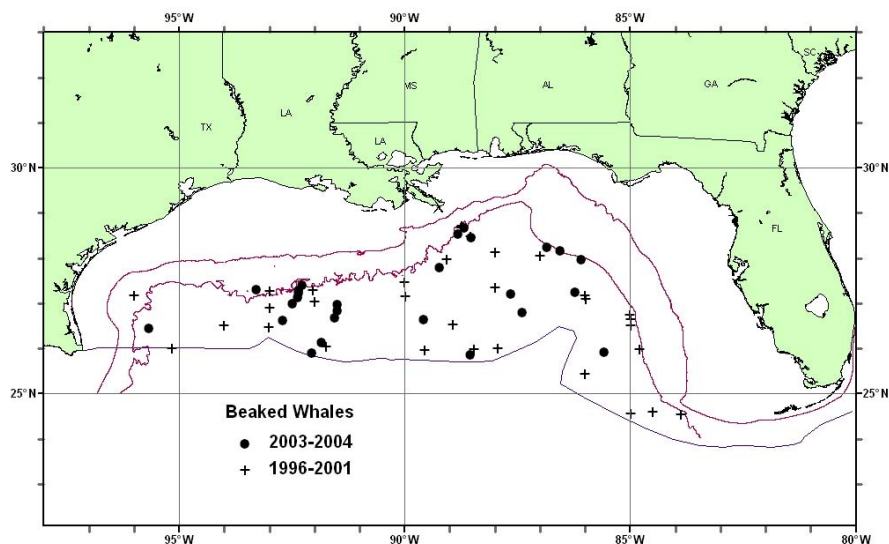 95°W 90°W 85°W
SC
MS AL GA
TX LA
LA
30°N 30°N
FL
25°N 25°N
Beaked Whales
2003-2004
1996-2001
95°W 90°W 85°W 80°W